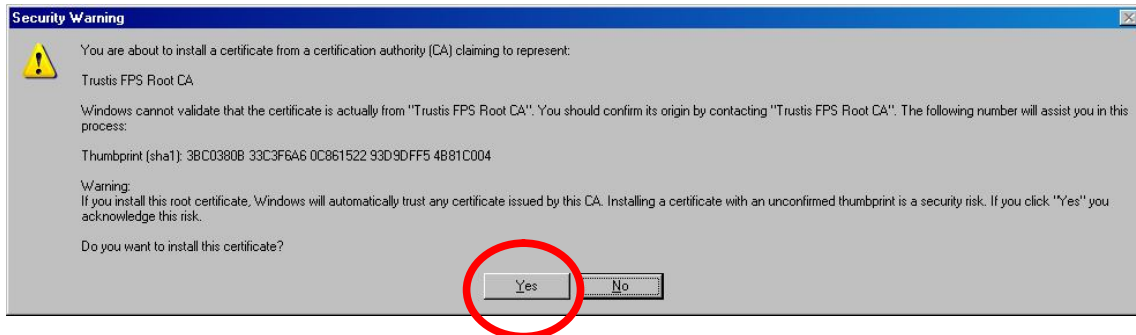 Security Warning
You are about to install a certificate from a certification authority (CA) claiming to represent:
Trustis FPS Root CA
Windows cannot validate that the certificate is actually from "Trustis FPS Root CA". You should confirm its origin by contacting "Trustis FPS Root CA". The following number will assist you in this
process:
Thumbprint (sha1): 3BC0380B 33C3F6A6 0C861522 93D9DFF5 4B81C004
Warning:
If you install this root certificate, Windows will automatically trust any certificate issued by this CA. Installing a certificate with an unconfirmed thumbprint is a security risk. If you click "Yes" you
acknowledge this risk.
Do you want to install this certificate?
Yes No